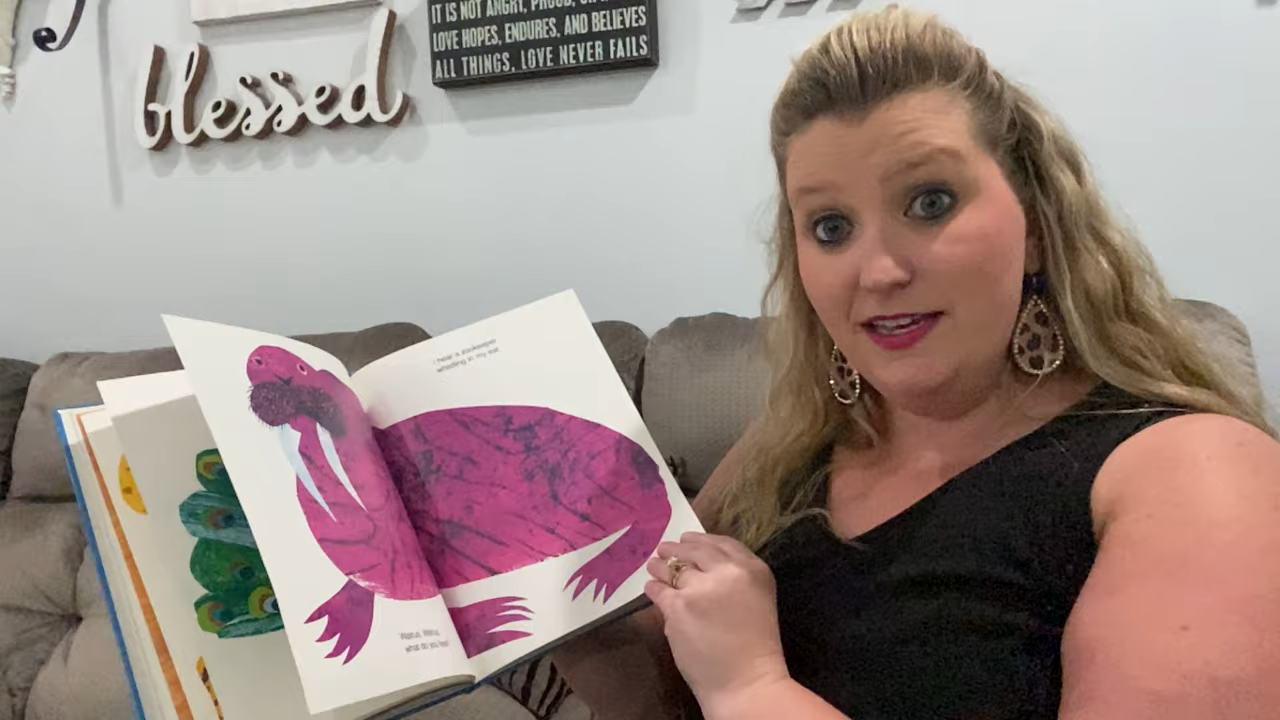 blessed
IT IS NOT ANGRY, PROUD,
LOVE HOPES, ENDURES, AND BELIEVES
ALL THINGS, LOVE NEVER FAILS
I hear a zookeeper
whistling in my ear.
Walrus, Walrus,
what do you hear?